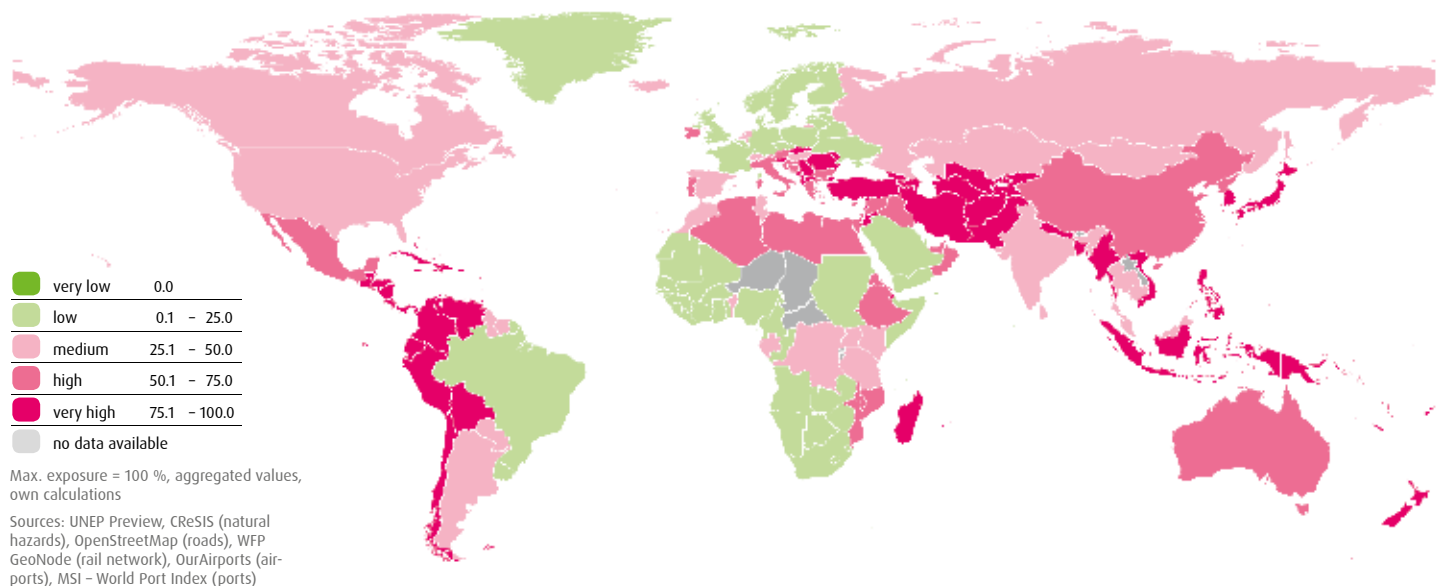 very low 0.0
low 0.1 – 25.0
medium 25.1 – 50.0
high 50.1 – 75.0
very high 75.1 – 100.0
no data available
Max. exposure = 100 %, aggregated values,
own calculations
Sources: UNEP Preview, CReSIS (natural
hazards), OpenStreetMap (roads), WFP
GeoNode (rail network), OurAirports (air-
ports), MSI – World Port Index (ports)